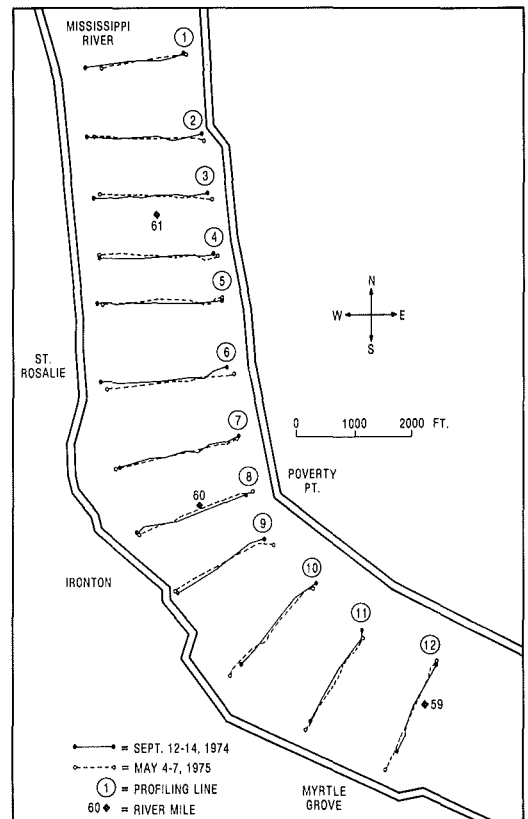 MISSISSIPPI
RIVER
1
2
3
61
4
5
N
W E
S
ST.
ROSALIE
6
0 1000 2000 FT.
7
POVERTY
PT.
8
60
9
IRONTON
10
11
12
59
= SEPT. 12-14, 1974
= MAY 4-7, 1975
1 = PROFILING LINE
60 = RIVER MILE
MYRTLE
GROVE